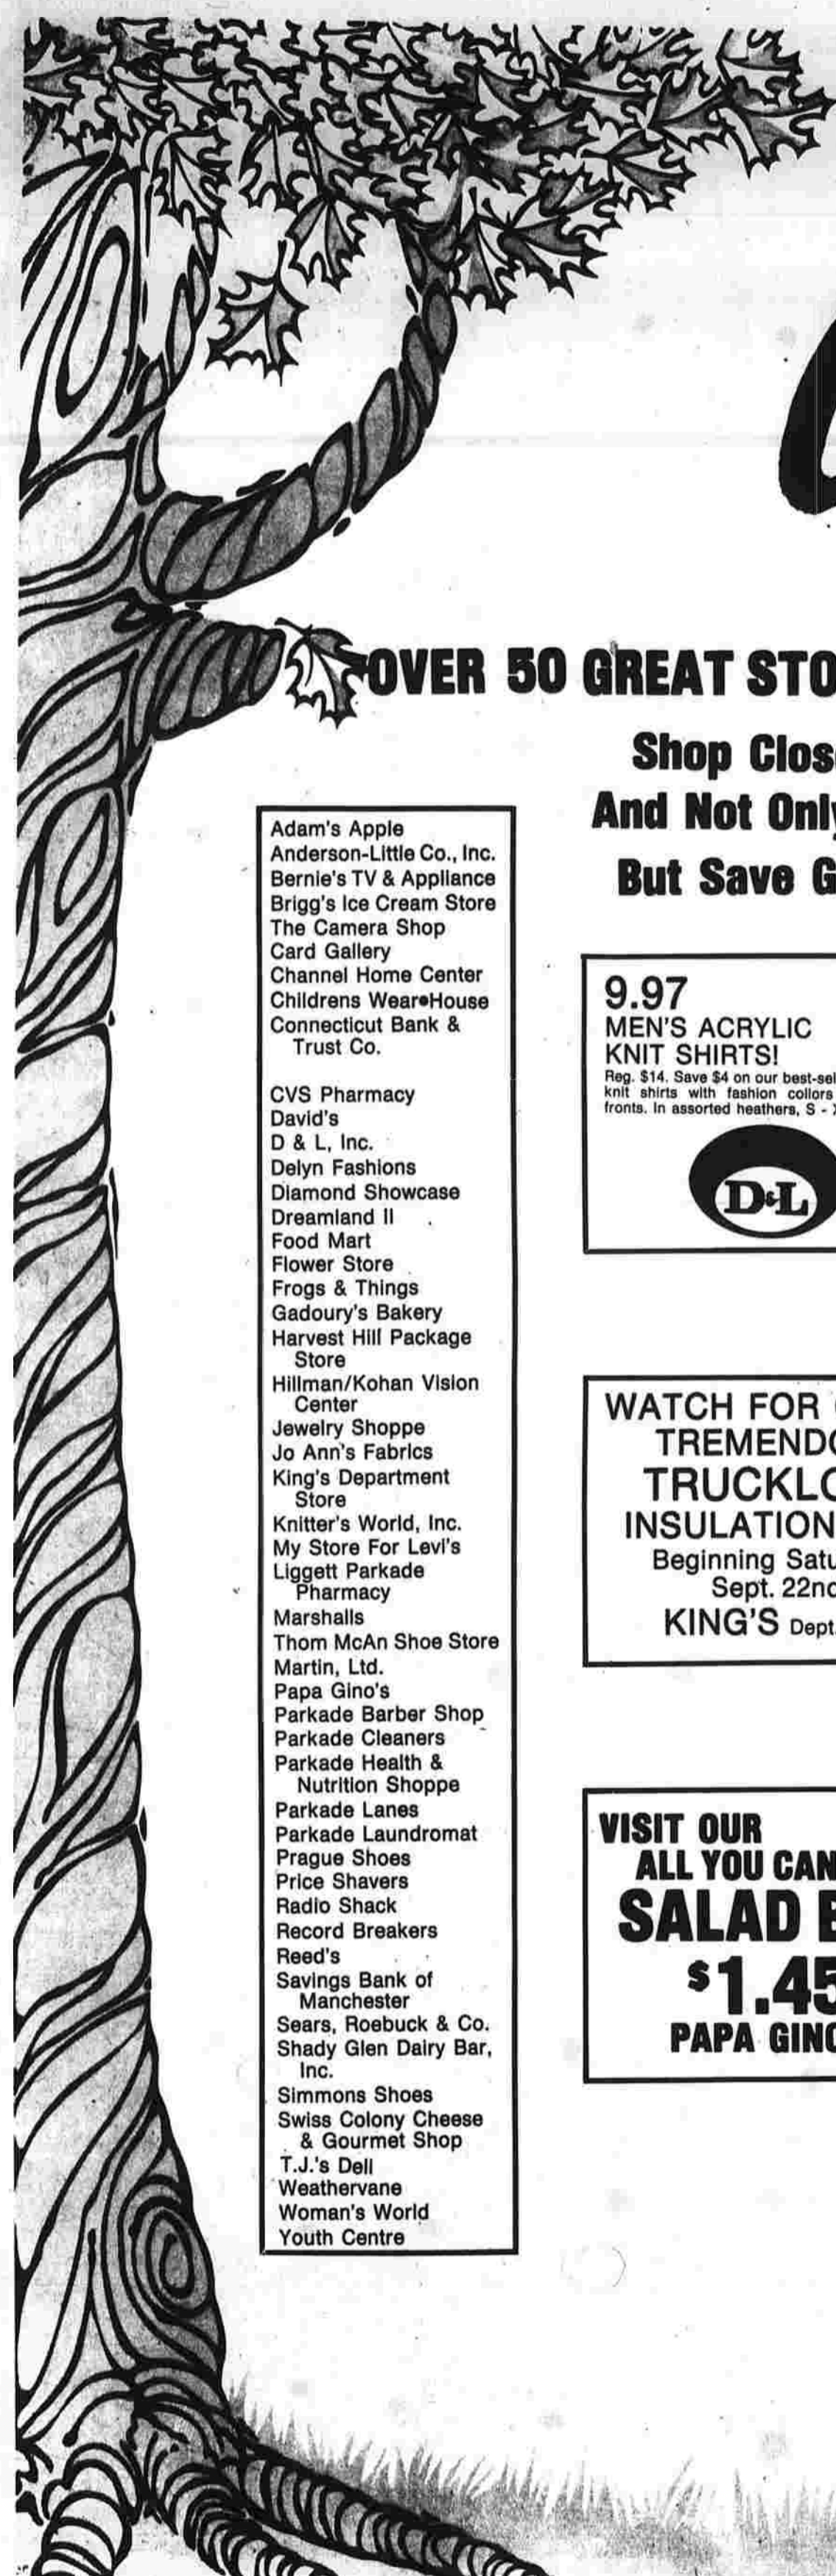 OVER 50 GREAT STO
Shop Clos
And Not Onl
But Save G
Adam's Apple
Anderson-Little Co., Inc.
Bernie's TV & Appliance
Brigg's Ice Cream Store
The Camera Shop
Card Gallery
Channel Home Center
Childrens Wear•House
Connecticut Bank &
Trust Co.
CVS Pharmacy
David's
D & L, Inc.
Delyn Fashions
Diamond Showcase
Dreamland II
Food Mart
Flower Store
Frogs & Things
Gadoury's Bakery
Harvest Hill Package
Store
Hillman/Kohan Vision
Center
Jewelry Shoppe
Jo Ann's Fabrics
King's Department
Store
Knitter's World, Inc.
My Store For Levi's
Liggett Parkade
Pharmacy
Marshalls
Thom McAn Shoe Store
Martin, Ltd.
Papa Gino's
Parkade Barber Shop
Parkade Cleaners
Parkade Health &
Nutrition Shoppe
Parkade Lanes
Parkade Laundromat
Prague Shoes
Price Shavers
Radio Shack
Record Breakers
Reed's
Savings Bank of
Manchester
Sears, Roebuck & Co.
Shady Glen Dairy Bar,
Inc.
Simmons Shoes
Swiss Colony Cheese
& Gourmet Shop
T.J.'s Deli
Weathervane
Woman's World
Youth Centre
9.97
MEN'S ACRYLIC
KNIT SHIRTS!
Reg. $14. Save $4 on our best-sel
knit shirts with fashion collors
fronts. In assorted heathers, S -
D&L
WATCH FOR
TREMENDO
TRUCKLO
INSULATION
Beginning Satu
Sept. 22nd
KING'S Dept.
VISIT OUR
ALL YOU CAN
SALAD B
$1.45
PAPA GINO